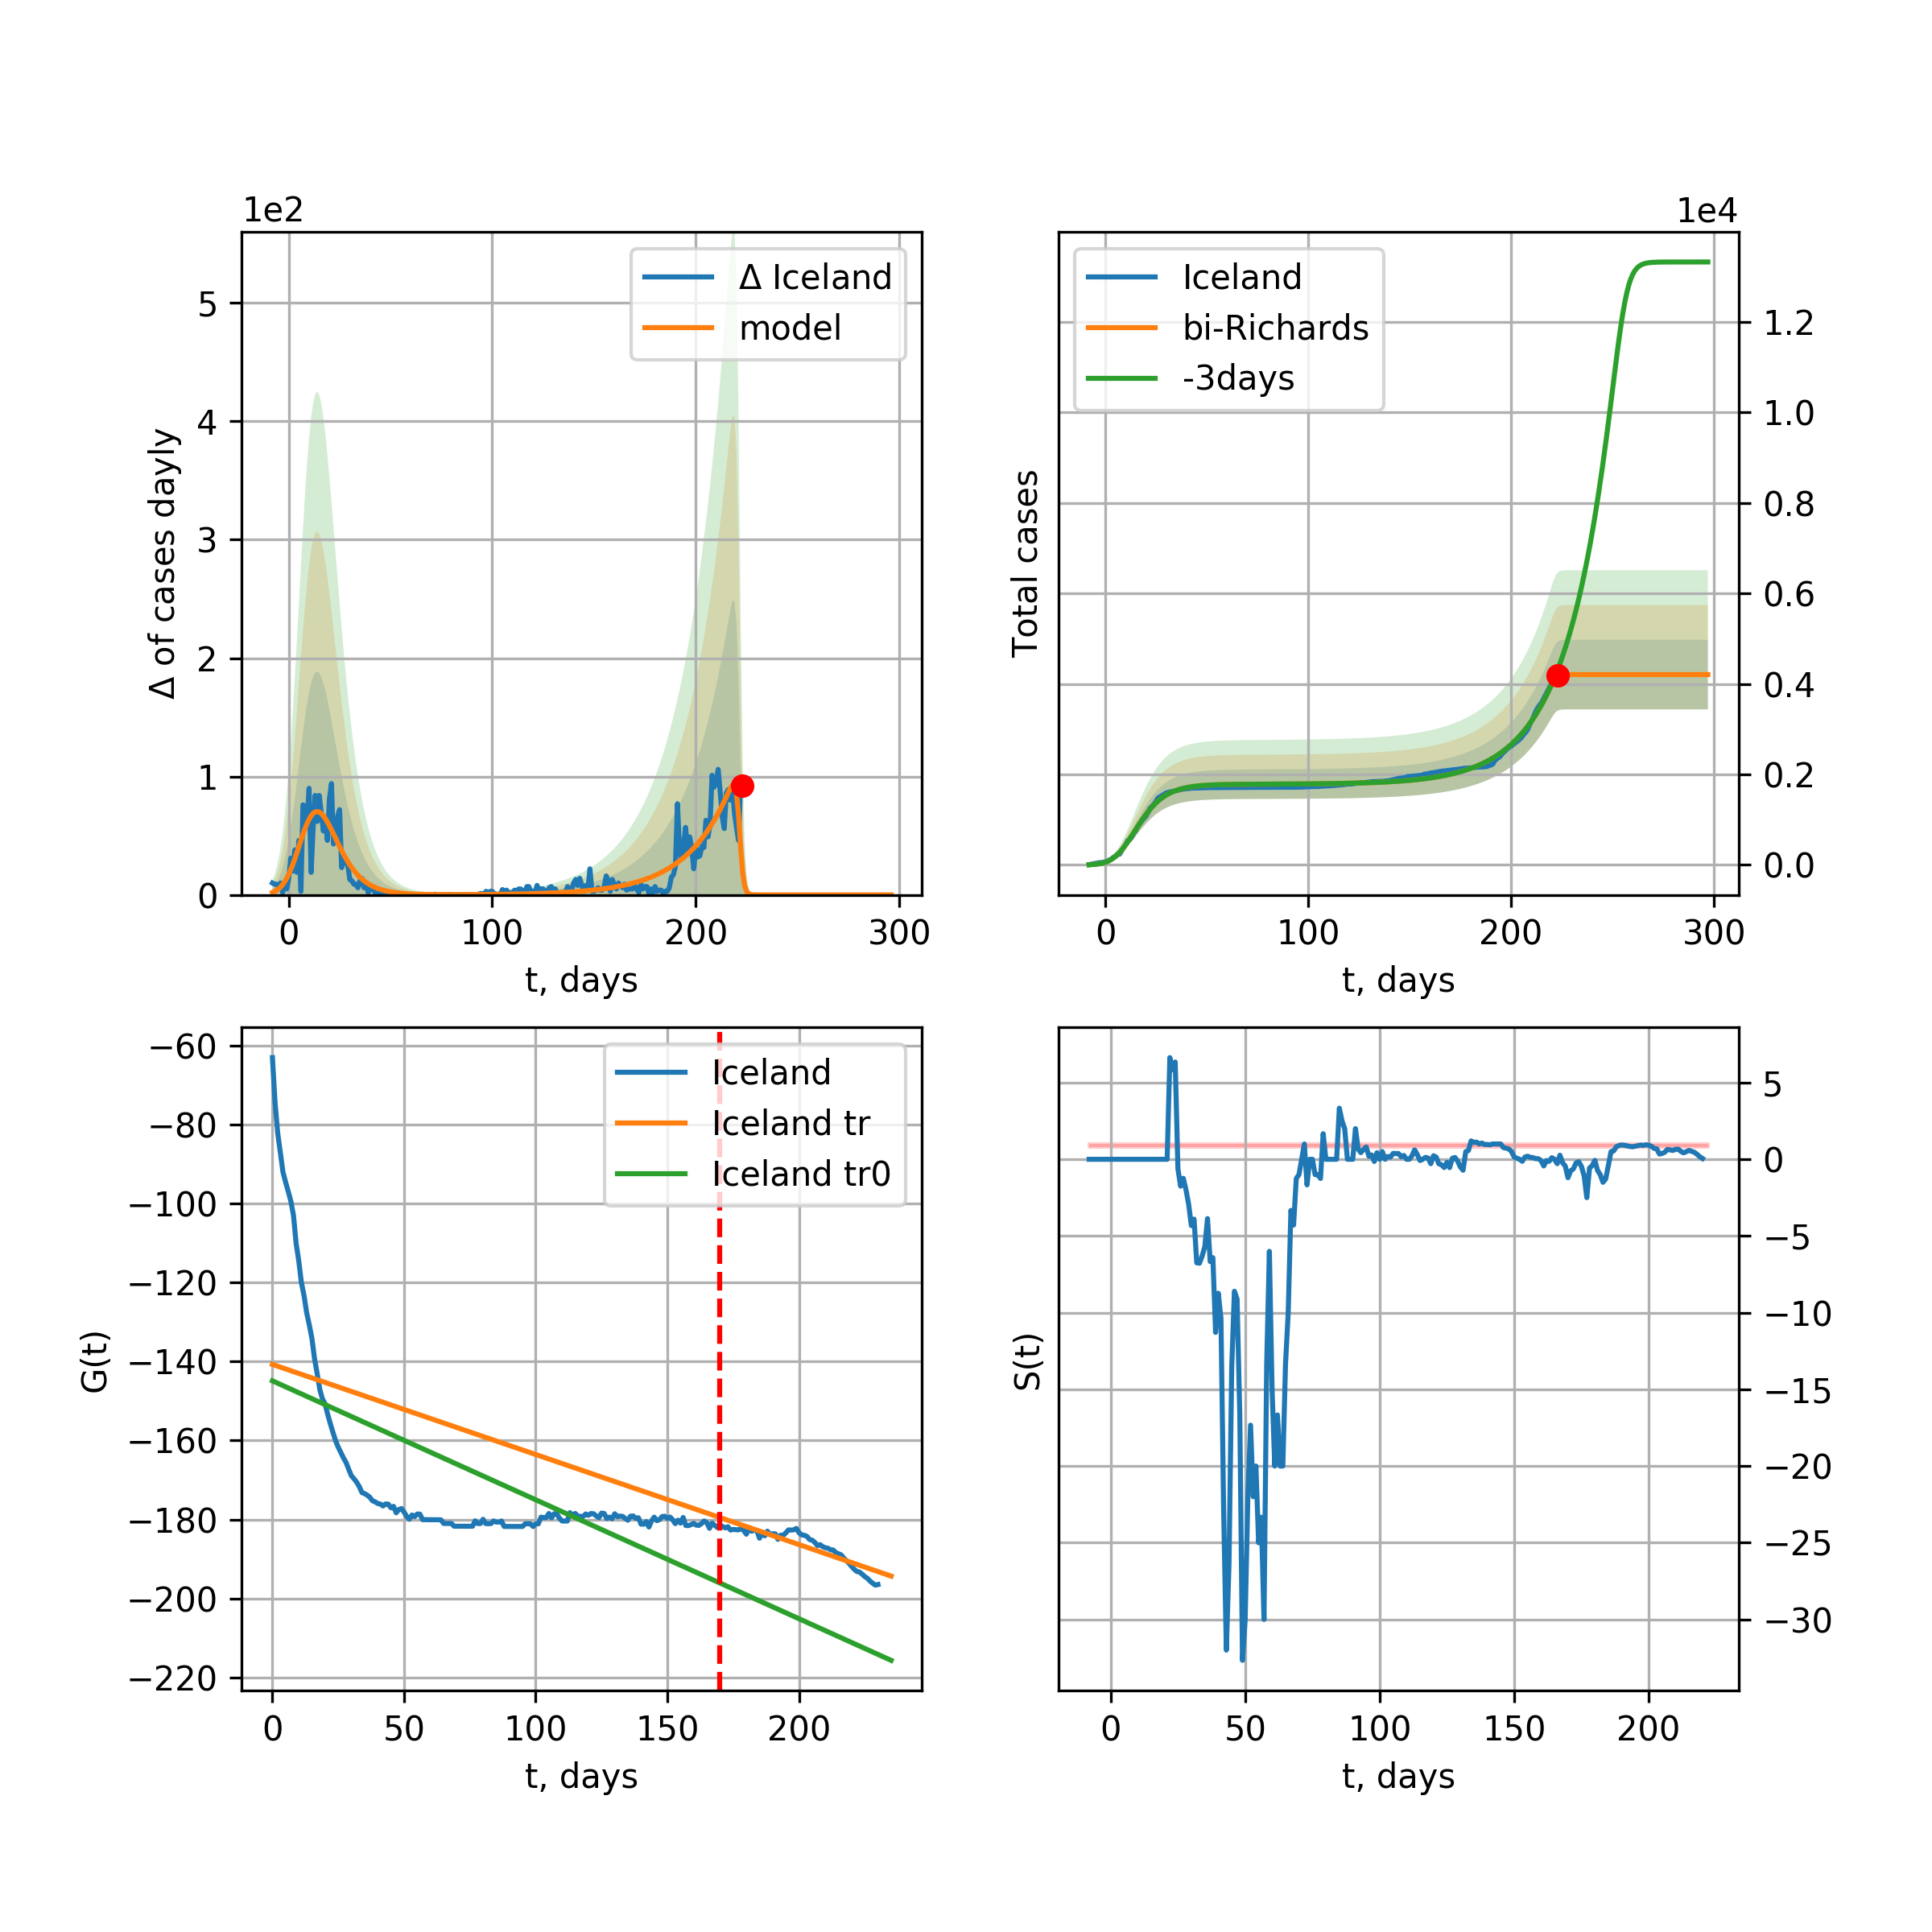 1e2
Δ of cases dayly
5
4
3
2
1
0
Δ Iceland
model
0 100 200 300
t, days
1e4
Total cases
Iceland
bi-Richards
-3days
1.2
1.0
0.8
0.6
0.4
0.2
0.0
0 100 200 300
t, days
G(t)
−60
−80
−100
−120
−140
−160
−180
−200
−220
Iceland
Iceland tr
Iceland tr0
0 50 100 150 200
t, days
S(t)
5
0
−5
−10
−15
−20
−25
−30
0 50 100 150 200
t, days